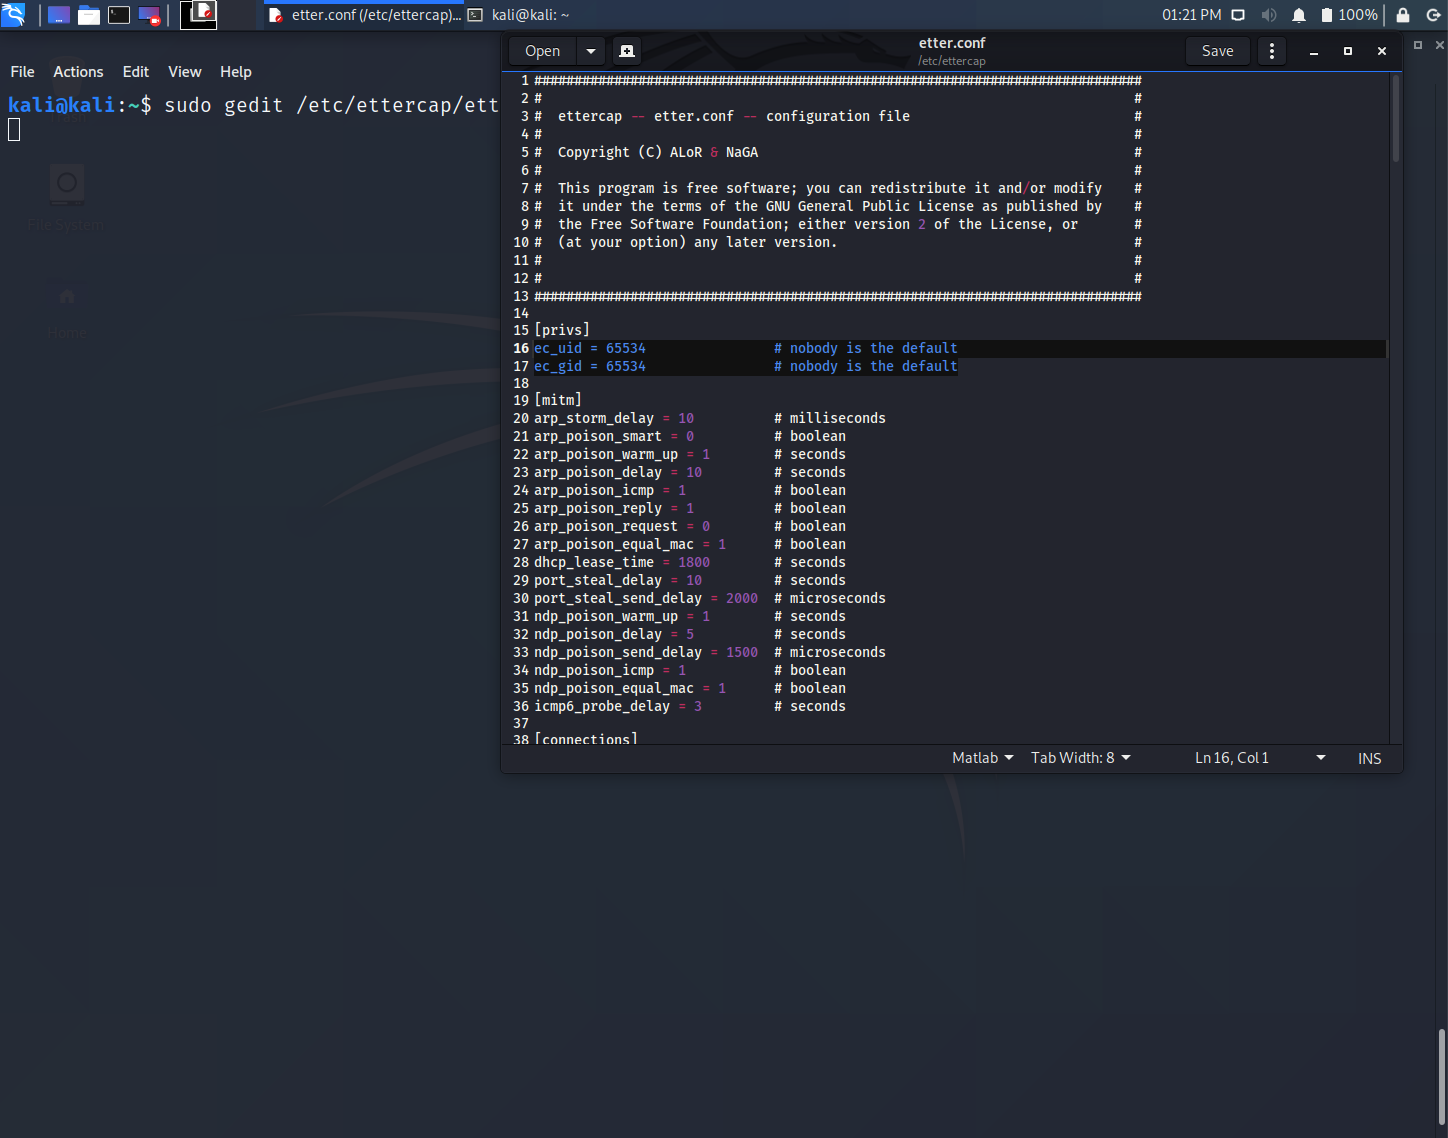 etter.conf (/etc/ettercap)...
kali@kali: ~
01:21 PM
100%
File Actions Edit View Help
kali@kali:~$ sudo gedit /etc/ettercap/ett
File System
Home
Open
etter.conf
/etc/ettercap
Save
1 ############################################################################
2 # #
3 # ettercap -- etter.conf -- configuration file #
4 # #
5 # Copyright (C) ALoR & NaGA #
6 # #
7 # This program is free software; you can redistribute it and/or modify #
8 # it under the terms of the GNU General Public License as published by #
9 # the Free Software Foundation; either version 2 of the License, or #
10 # (at your option) any later version. #
11 # #
12 # #
13 ############################################################################
14
15 [privs]
16 ec_uid = 65534 # nobody is the default
17 ec_gid = 65534 # nobody is the default
18
19 [mitm]
20 arp_storm_delay = 10 # milliseconds
21 arp_poison_smart = 0 # boolean
22 arp_poison_warm_up = 1 # seconds
23 arp_poison_delay = 10 # seconds
24 arp_poison_icmp = 1 # boolean
25 arp_poison_reply = 1 # boolean
26 arp_poison_request = 0 # boolean
27 arp_poison_equal_mac = 1 # boolean
28 dhcp_lease_time = 1800 # seconds
29 port_steal_delay = 10 # seconds
30 port_steal_send_delay = 2000 # microseconds
31 ndp_poison_warm_up = 1 # seconds
32 ndp_poison_delay = 5 # seconds
33 ndp_poison_send_delay = 1500 # microseconds
34 ndp_poison_icmp = 1 # boolean
35 ndp_poison_equal_mac = 1 # boolean
36 icmp6_probe_delay = 3 # seconds
37
38 [connections]
Matlab Tab Width: 8 Ln 16, Col 1 INS